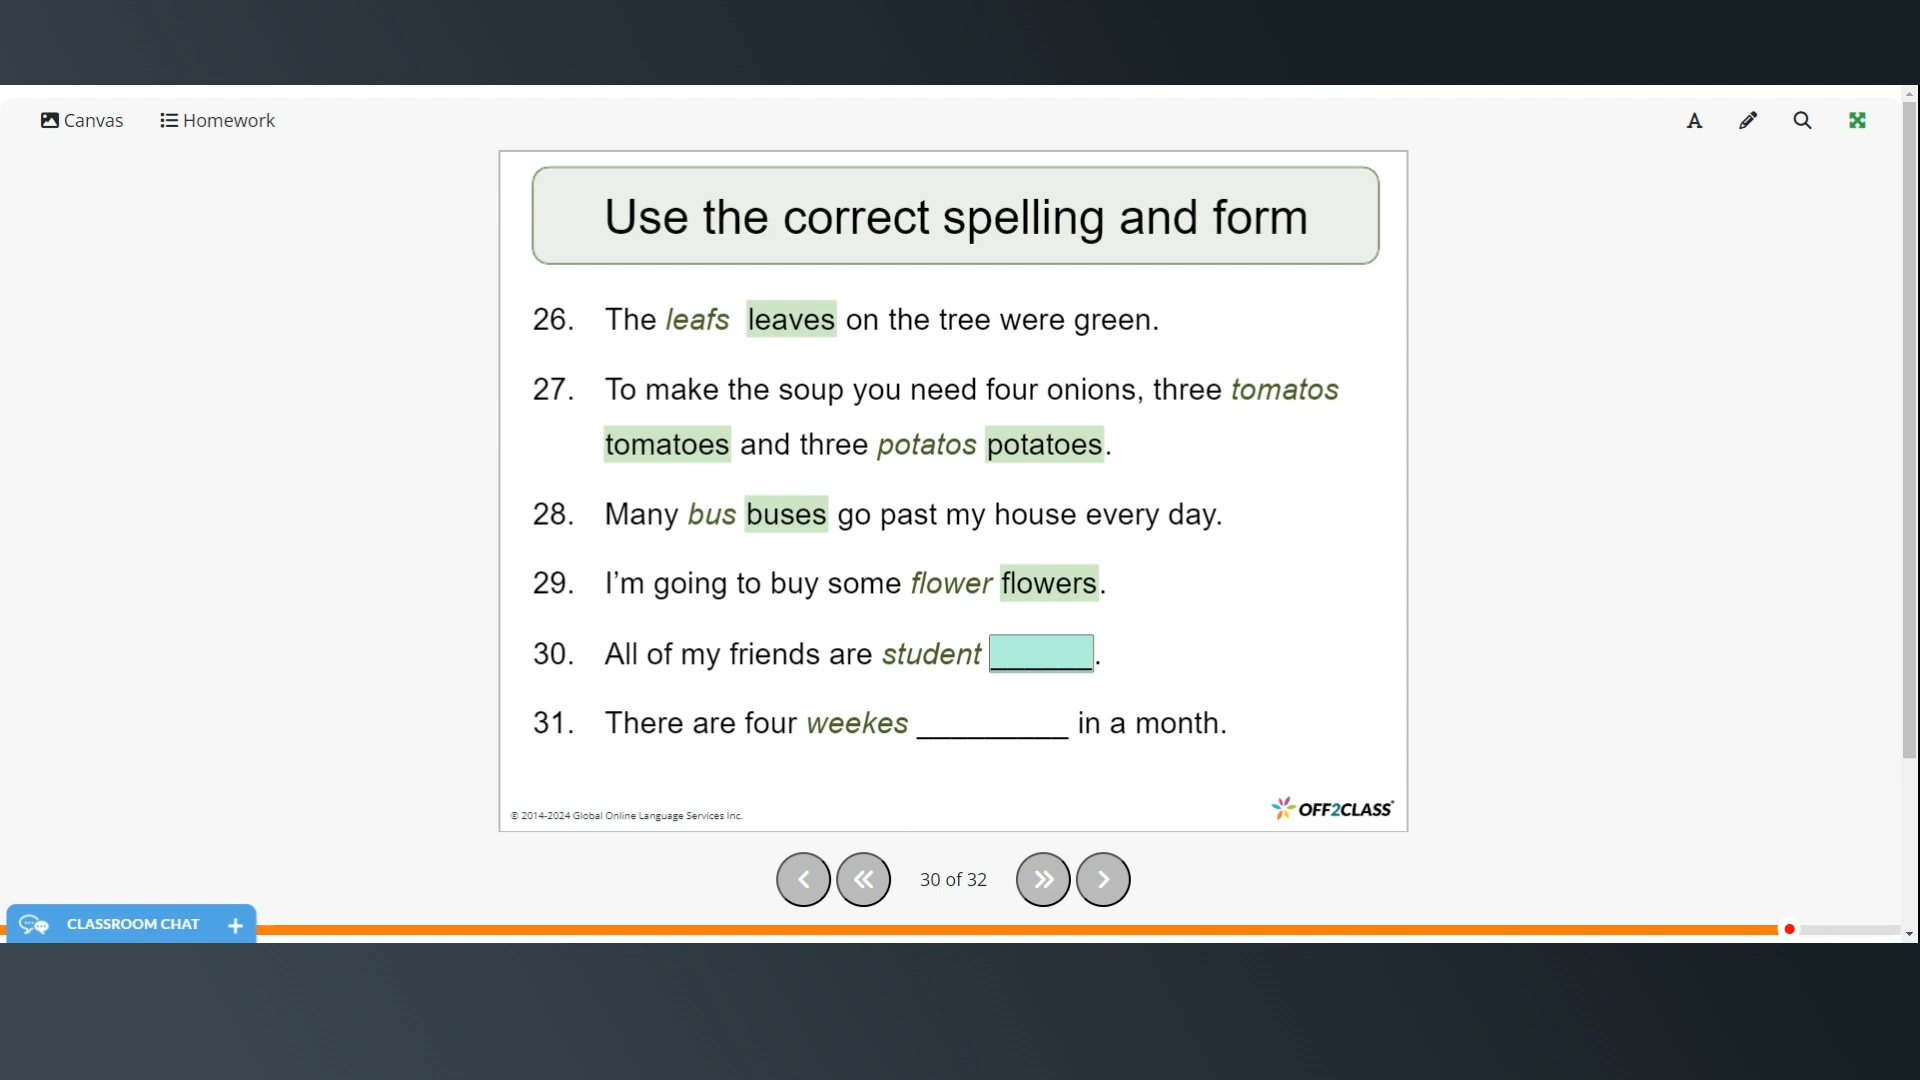 Canvas Homework A
Use the correct spelling and form
26. The leafs leaves on the tree were green.
27. To make the soup you need four onions, three tomatos
tomatoes and three potatos potatoes.
28. Many bus buses go past my house every day.
29. I’m going to buy some flower flowers.
30. All of my friends are student ______.
31. There are four weekes _________ in a month.
© 2014-2024 Global Online Language Services Inc.
OFF2CLASS
30 of 32
CLASSROOM CHAT +